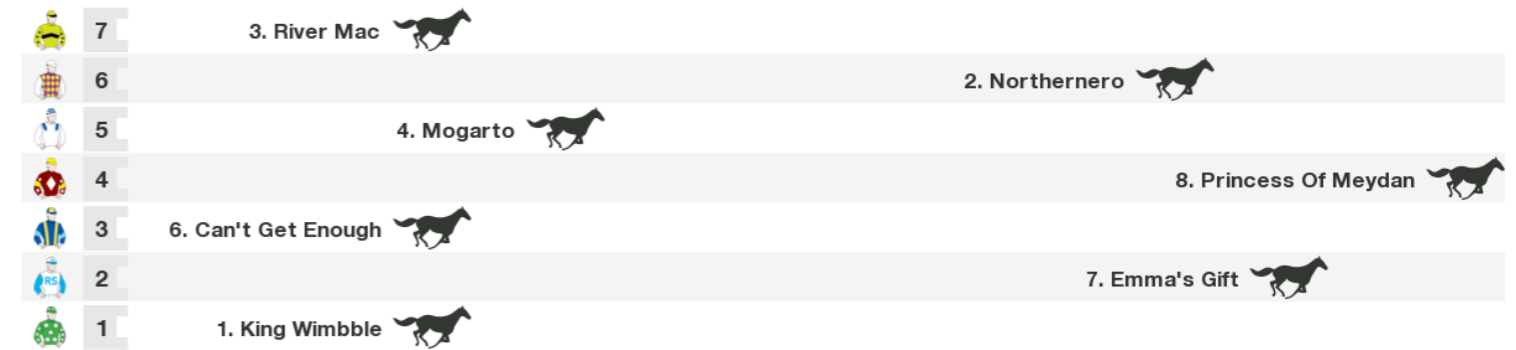 7 3. River Mac
6 2. Northernero
5 4. Mogarto
4 8. Princess Of Meydan
3 6. Can't Get Enough
RS 2 7. Emma's Gift
1 1. King Wimbble